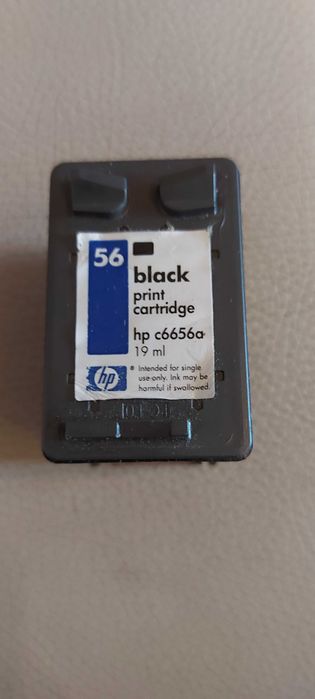 56
black
print
cartridge
hp c6656a
19 ml
hp
* Intended for single
use only. Ink may be
harmful if swallowed.